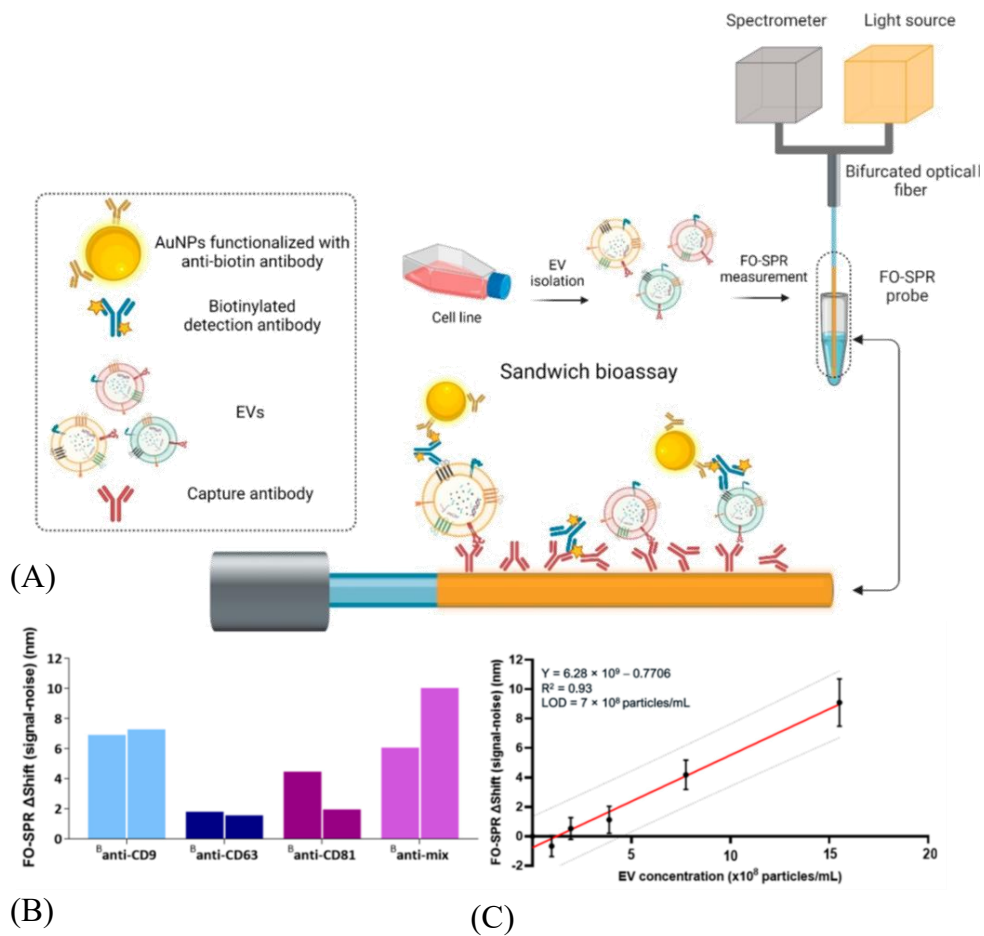 Spectrometer
Light source
Bifurcated optical
fiber
AuNPs functionalized with
anti-biotin antibody
Biotinylated
detection antibody
EVs
Capture antibody
Cell line
EV
isolation
FO-SPR
measurement
FO-SPR
probe
Sandwich bioassay
(A)
FO-SPR ΔShift (signal-noise) (nm)
12
10
8
6
4
2
0
ᴮanti-CD9
ᴮanti-CD63
ᴮanti-CD81
ᴮanti-mix
(B)
FO-SPR ΔShift (signal-noise) (nm)
12
10
8
6
4
2
0
-2
Y = 6.28 × 10⁹ – 0.7706
R² = 0.93
LOD = 7 × 10⁸ particles/mL
5
10
15
20
EV concentration (x10⁸ particles/mL)
(C)